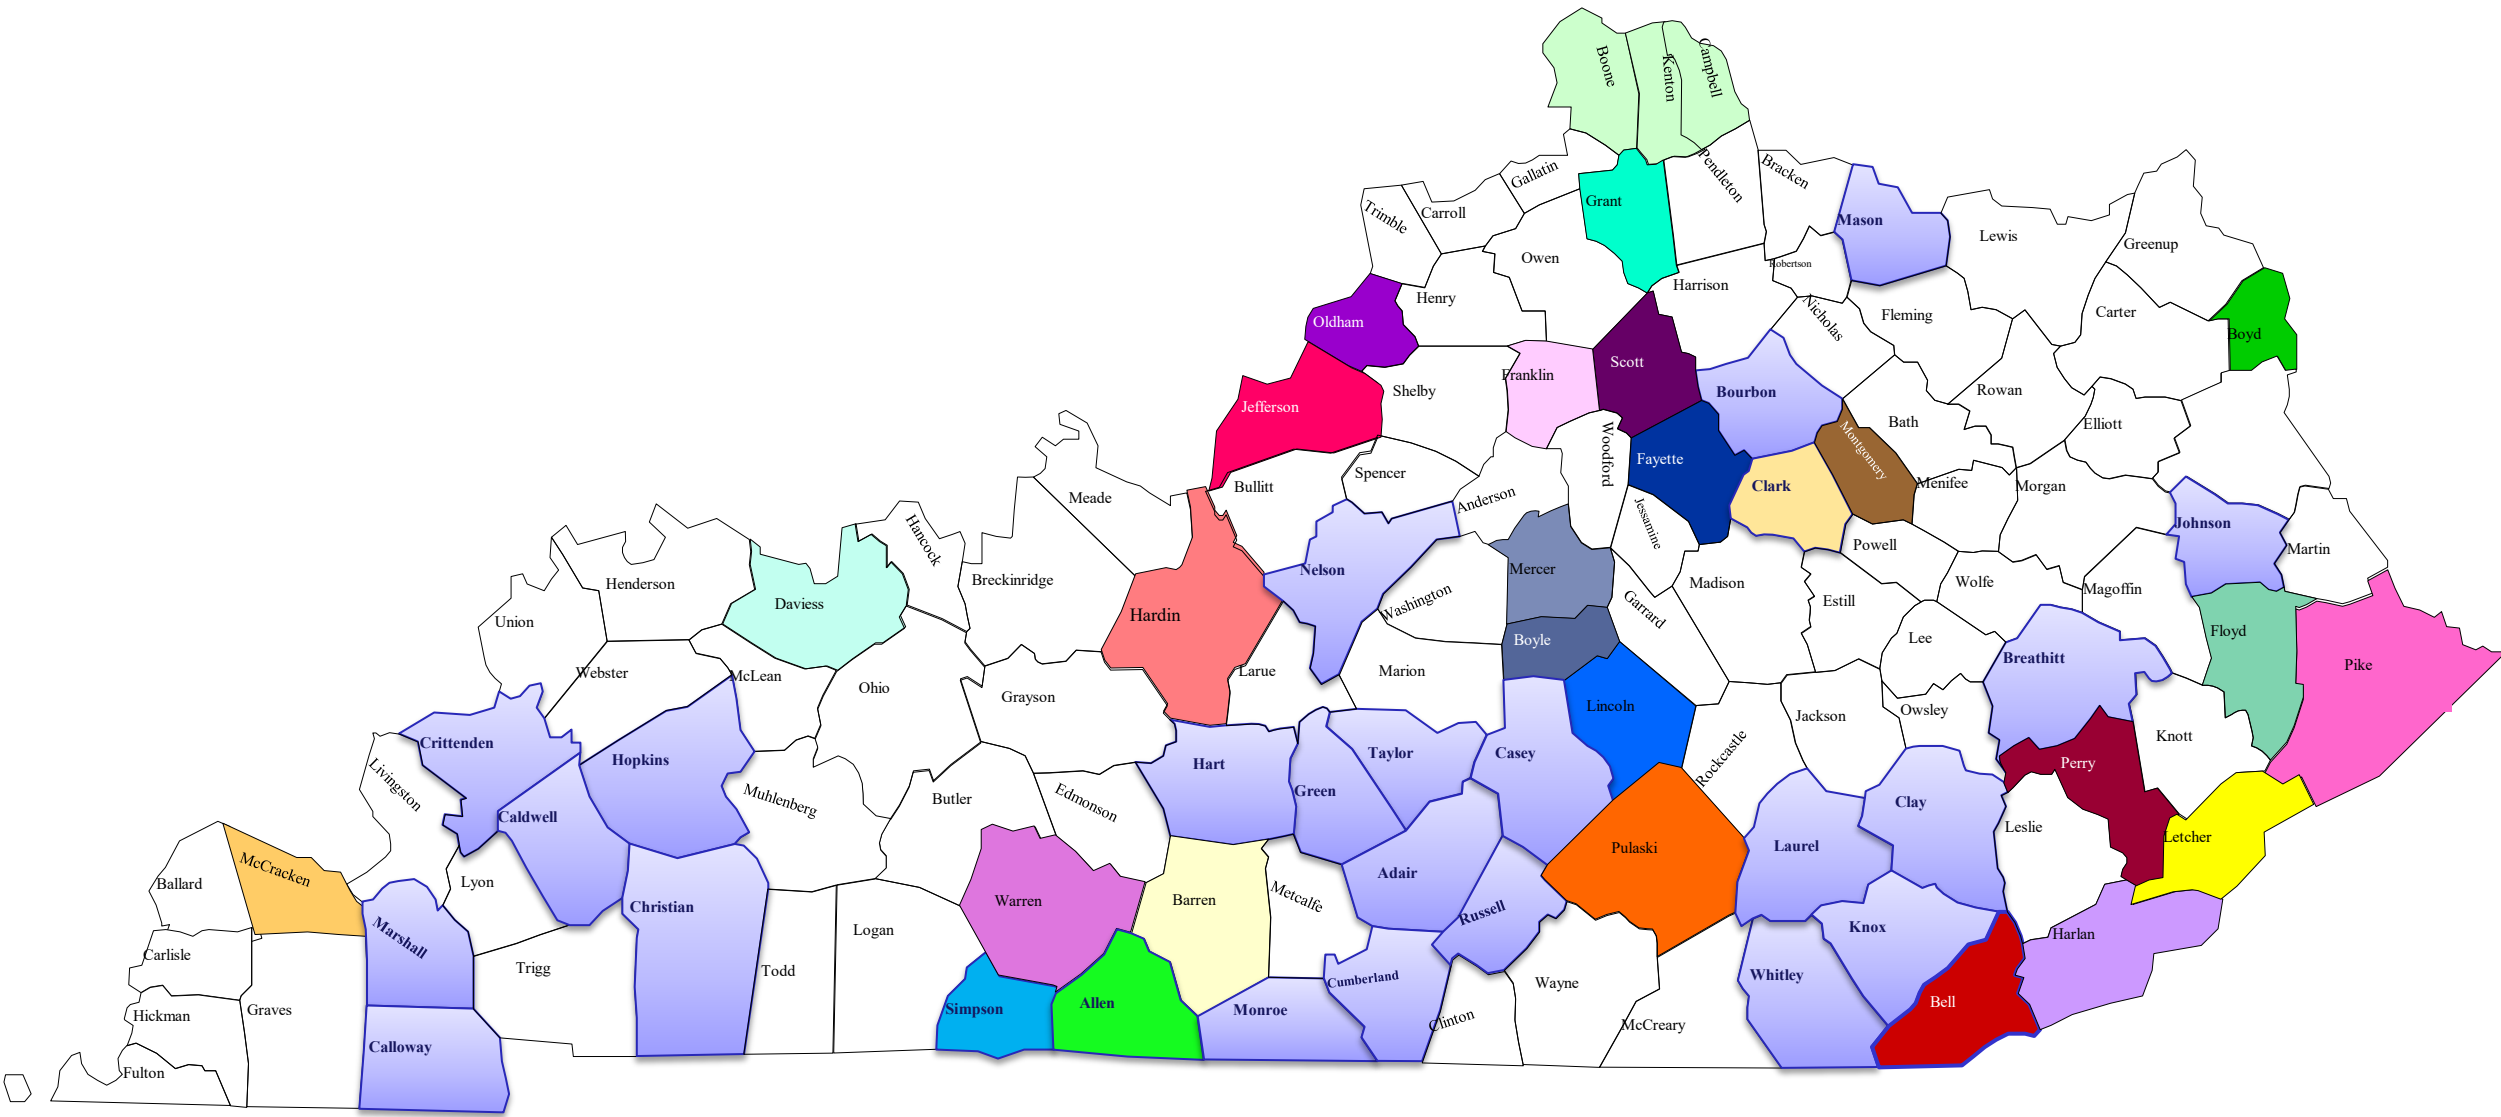 Boone
Kenton
Campbell
Gallatin
Pendleton
Bracken
Grant
Trimble
Carroll
Mason
Lewis
Greenup
Owen
Robertson
Henry
Harrison
Nicholas
Fleming
Carter
Oldham
Boyd
Scott
Franklin
Shelby
Bourbon
Rowan
Jefferson
Bath
Elliott
Woodford
Fayette
Montgomery
Spencer
Bullitt
Clark
Menifee
Morgan
Meade
Anderson
Jessamine
Johnson
Hancock
Powell
Martin
Nelson
Mercer
Breckinridge
Henderson
Madison
Wolfe
Magoffin
Daviess
Washington
Estill
Garrard
Hardin
Union
Boyle
Lee
Floyd
Breathitt
Pike
Webster
McLean
Larue
Marion
Ohio
Grayson
Lincoln
Jackson
Owsley
Knott
Crittenden
Hopkins
Hart
Taylor
Casey
Rockcastle
Perry
Livingston
Muhlenberg
Butler
Edmonson
Green
Clay
Caldwell
Leslie
Letcher
Pulaski
Laurel
McCracken
Adair
Ballard
Lyon
Warren
Barren
Metcalfe
Christian
Russell
Knox
Marshall
Logan
Harlan
Carlisle
Trigg
Todd
Cumberland
Wayne
Whitley
Hickman
Graves
Simpson
Allen
Monroe
Bell
Clinton
McCreary
Calloway
Fulton